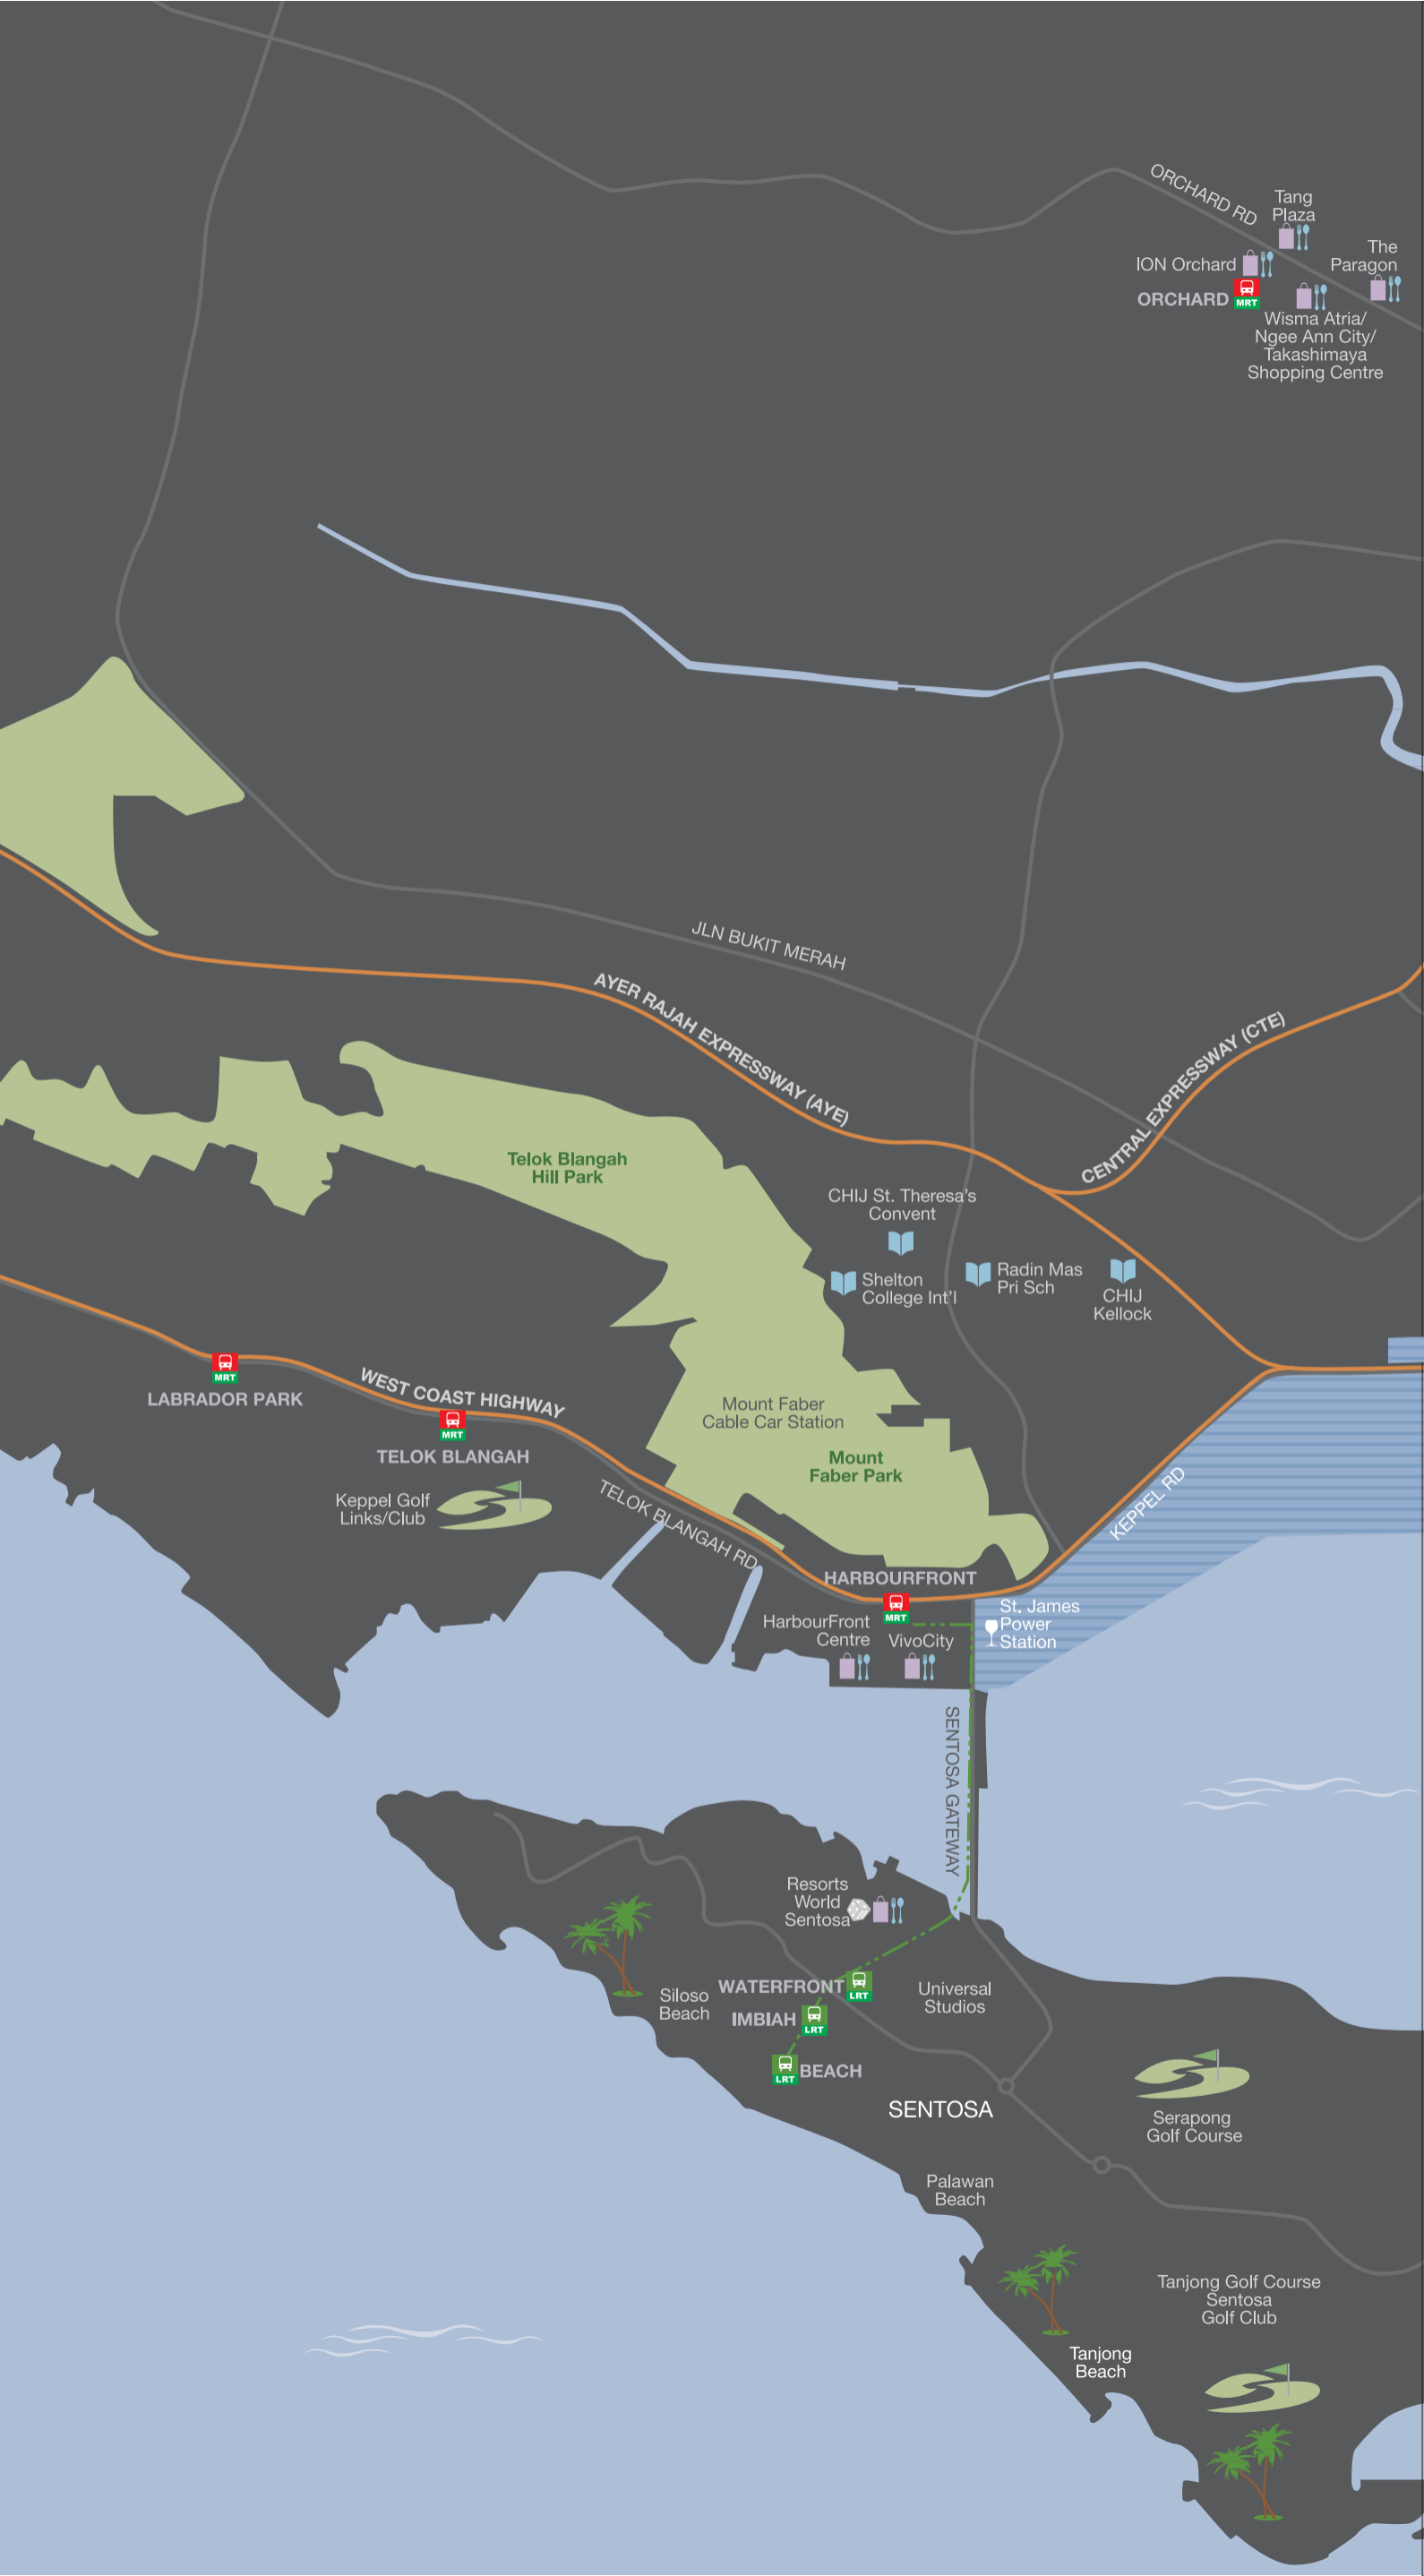 ORCHARD RD
Tang
Plaza
The
Paragon
ION Orchard
ORCHARD
MRT
Wisma Atria/
Ngee Ann City/
Takashimaya
Shopping Centre
JLN BUKIT MERAH
AYER RAJAH EXPRESSWAY (AYE)
CENTRAL EXPRESSWAY (CTE)
Telok Blangah
Hill Park
CHIJ St. Theresa's
Convent
Shelton
College Int'l
Radin Mas
Pri Sch
CHIJ
Kellock
MRT
LABRADOR PARK
WEST COAST HIGHWAY
MRT
TELOK BLANGAH
Mount Faber
Cable Car Station
Mount
Faber Park
Keppel Golf
Links/Club
TELOK BLANGAH RD
KEPPEL RD
HARBOURFRONT
MRT
HarbourFront
Centre
VivoCity
St. James
Power
Station
SENTOSA GATEWAY
Resorts
World
Sentosa
WATERFRONT
LRT
Universal
Studios
Siloso
Beach
IMBIAH
LRT
LRT
BEACH
SENTOSA
Serapong
Golf Course
Palawan
Beach
Tanjong Golf Course
Sentosa
Golf Club
Tanjong
Beach